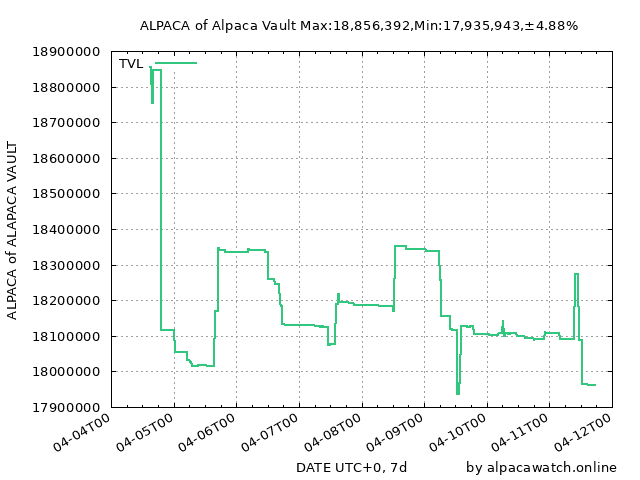 ALPACA of Alpaca Vault Max:18,856,392,Min:17,935,943,±4.88%
18900000
18800000
18700000
18600000
18500000
18400000
18300000
18200000
18100000
18000000
17900000
ALPACA of ALAPACA VAULT
TVL
04-04T00
04-05T00
04-06T00
04-07T00
04-08T00
04-09T00
04-10T00
04-11T00
04-12T00
DATE UTC+0, 7d
by alpacawatch.online